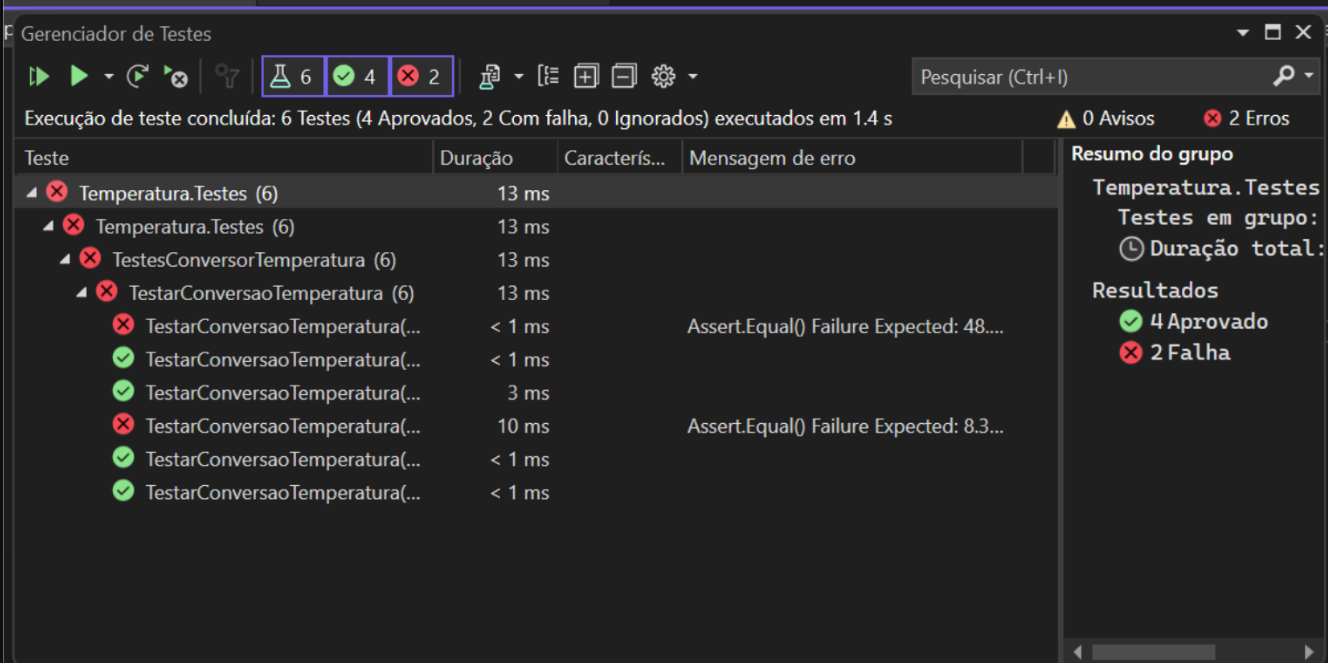 Gerenciador de Testes
6 4 2 Pesquisar (Ctrl+I)
Execução de teste concluída: 6 Testes (4 Aprovados, 2 Com falha, 0 Ignorados) executados em 1.4 s 0 Avisos 2 Erros
Teste Duração Caracterís... Mensagem de erro
Temperatura.Testes (6) 13 ms
Temperatura.Testes (6) 13 ms
TestesConversorTemperatura (6) 13 ms
TestarConversaoTemperatura (6) 13 ms
TestarConversaoTemperatura(... < 1 ms Assert.Equal() Failure Expected: 48....
TestarConversaoTemperatura(... < 1 ms
TestarConversaoTemperatura(... 3 ms
TestarConversaoTemperatura(... 10 ms Assert.Equal() Failure Expected: 8.3...
TestarConversaoTemperatura(... < 1 ms
TestarConversaoTemperatura(... < 1 ms
Resumo do grupo
Temperatura.Testes
Testes em grupo:
Duração total:
Resultados
4 Aprovado
2 Falha